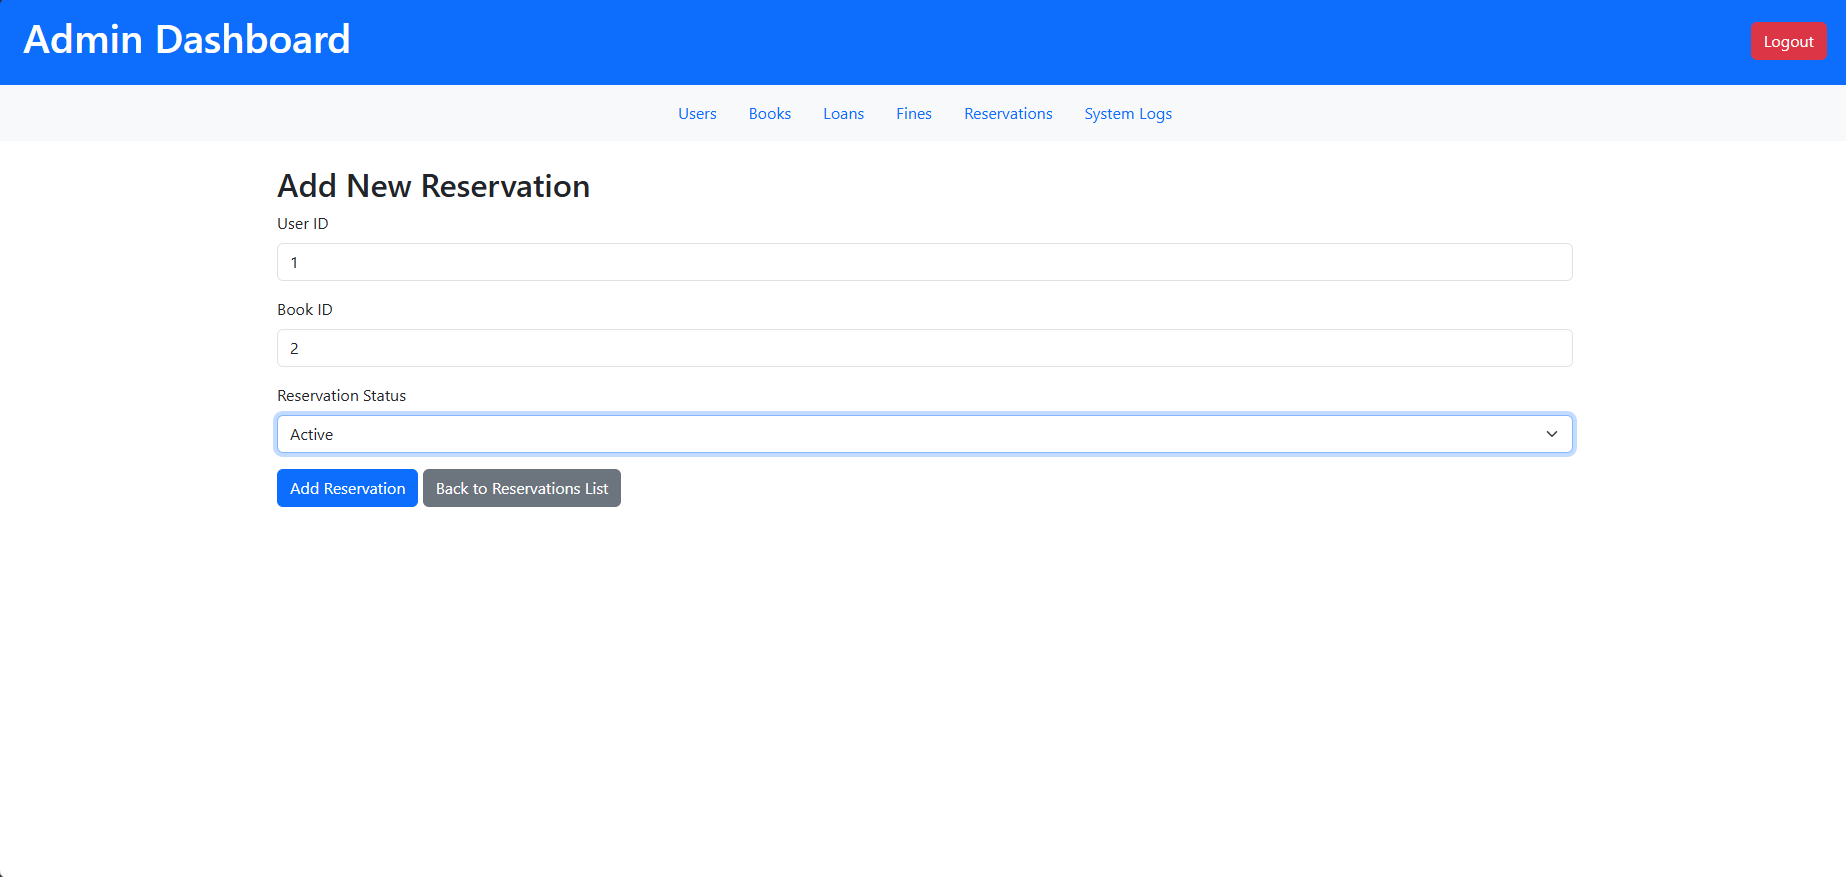 Admin Dashboard
Logout
Users Books Loans Fines Reservations System Logs
Add New Reservation
User ID
1
Book ID
2
Reservation Status
Active
Add Reservation Back to Reservations List